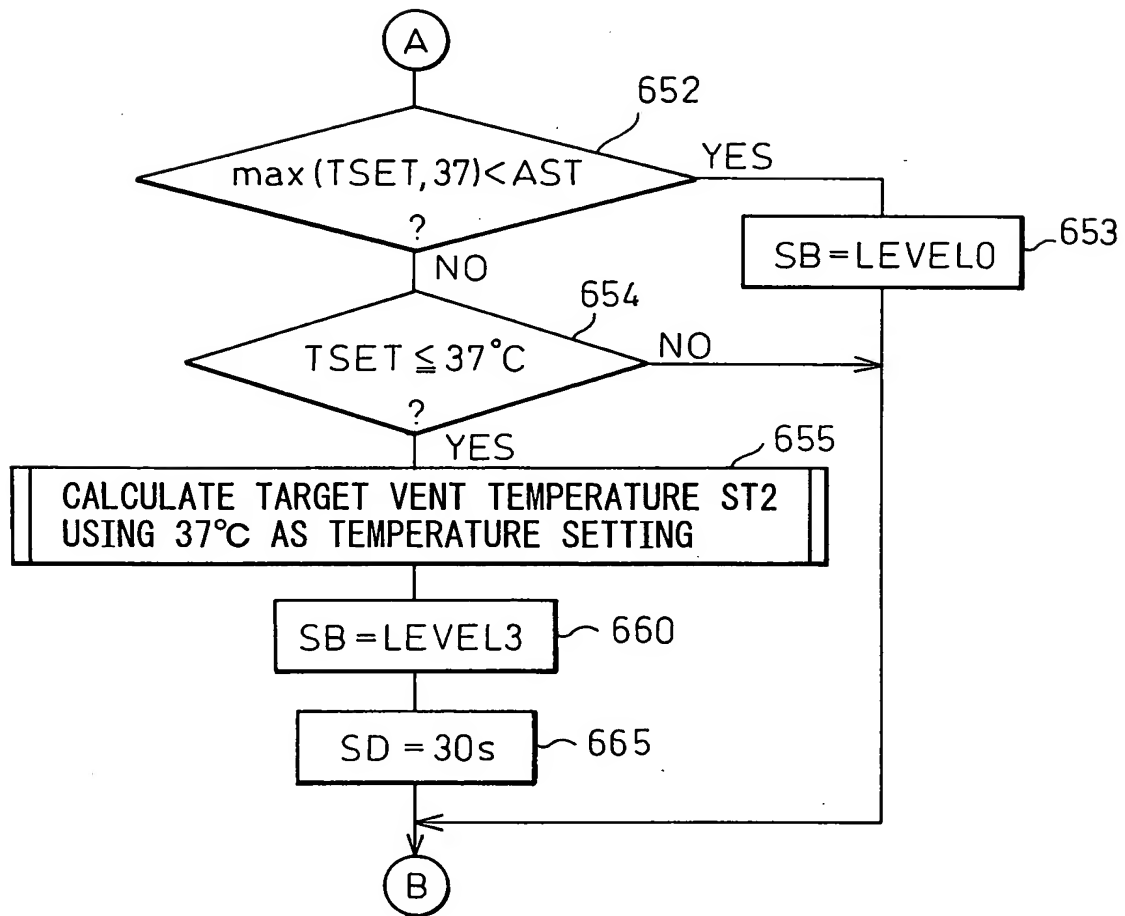 A
652
max(TSET,37)<AST
?
YES
653
SB=LEVEL0
NO
654
TSET≦37°C
?
NO
YES
655
CALCULATE TARGET VENT TEMPERATURE ST2
USING 37°C AS TEMPERATURE SETTING
SB=LEVEL3
660
SD=30s
665
B